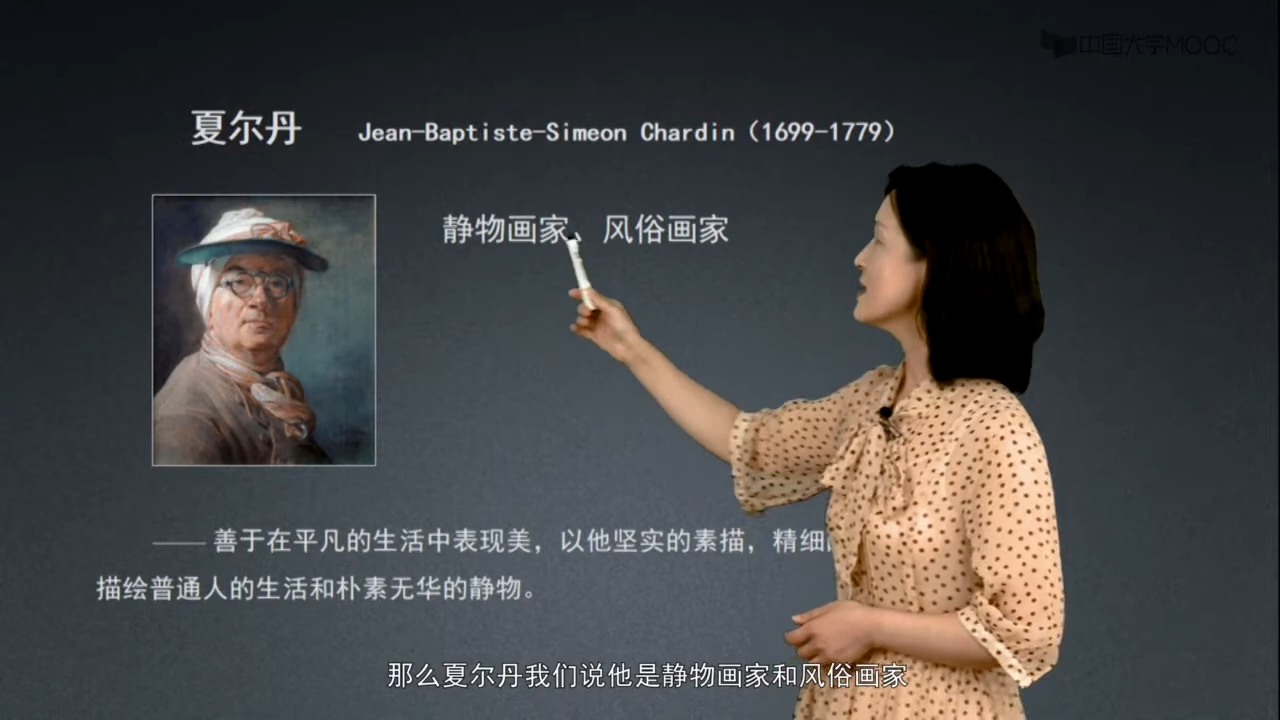 中国大学MOOC
夏尔丹 Jean-Baptiste-Simeon Chardin（1699-1779）
静物画家、风俗画家
—— 善于在平凡的生活中表现美，以他坚实的素描，精细
描绘普通人的生活和朴素无华的静物。
那么夏尔丹我们说他是静物画家和风俗画家